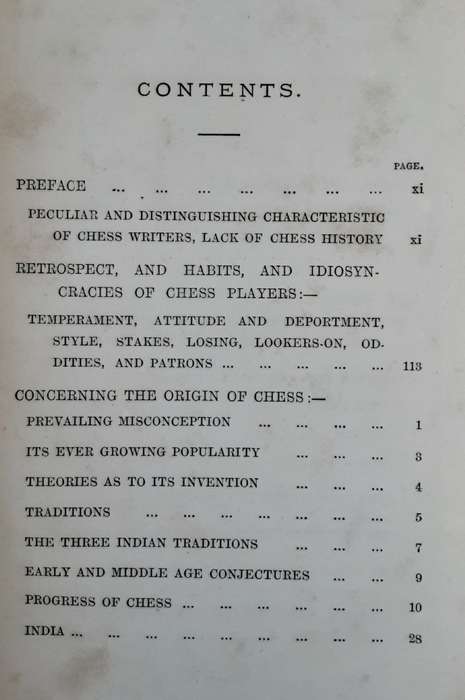 CONTENTS.
PAGE.
PREFACE ... ... ... ... ... ... ... xi
PECULIAR AND DISTINGUISHING CHARACTERISTIC
OF CHESS WRITERS, LACK OF CHESS HISTORY xi
RETROSPECT, AND HABITS, AND IDIOSYN-
CRACIES OF CHESS PLAYERS:—
TEMPERAMENT, ATTITUDE AND DEPORTMENT,
STYLE, STAKES, LOSING, LOOKERS-ON, OD-
DITIES, AND PATRONS ... ... ... ... ... 113
CONCERNING THE ORIGIN OF CHESS:—
PREVAILING MISCONCEPTION ... ... ... ... 1
ITS EVER GROWING POPULARITY ... ... ... 3
THEORIES AS TO ITS INVENTION ... ... ... 4
TRADITIONS ... ... ... ... ... ... ... 5
THE THREE INDIAN TRADITIONS ... ... ... 7
EARLY AND MIDDLE AGE CONJECTURES ... ... 9
PROGRESS OF CHESS ... ... ... ... ... ... 10
INDIA ... ... ... ... ... ... ... ... ... 28